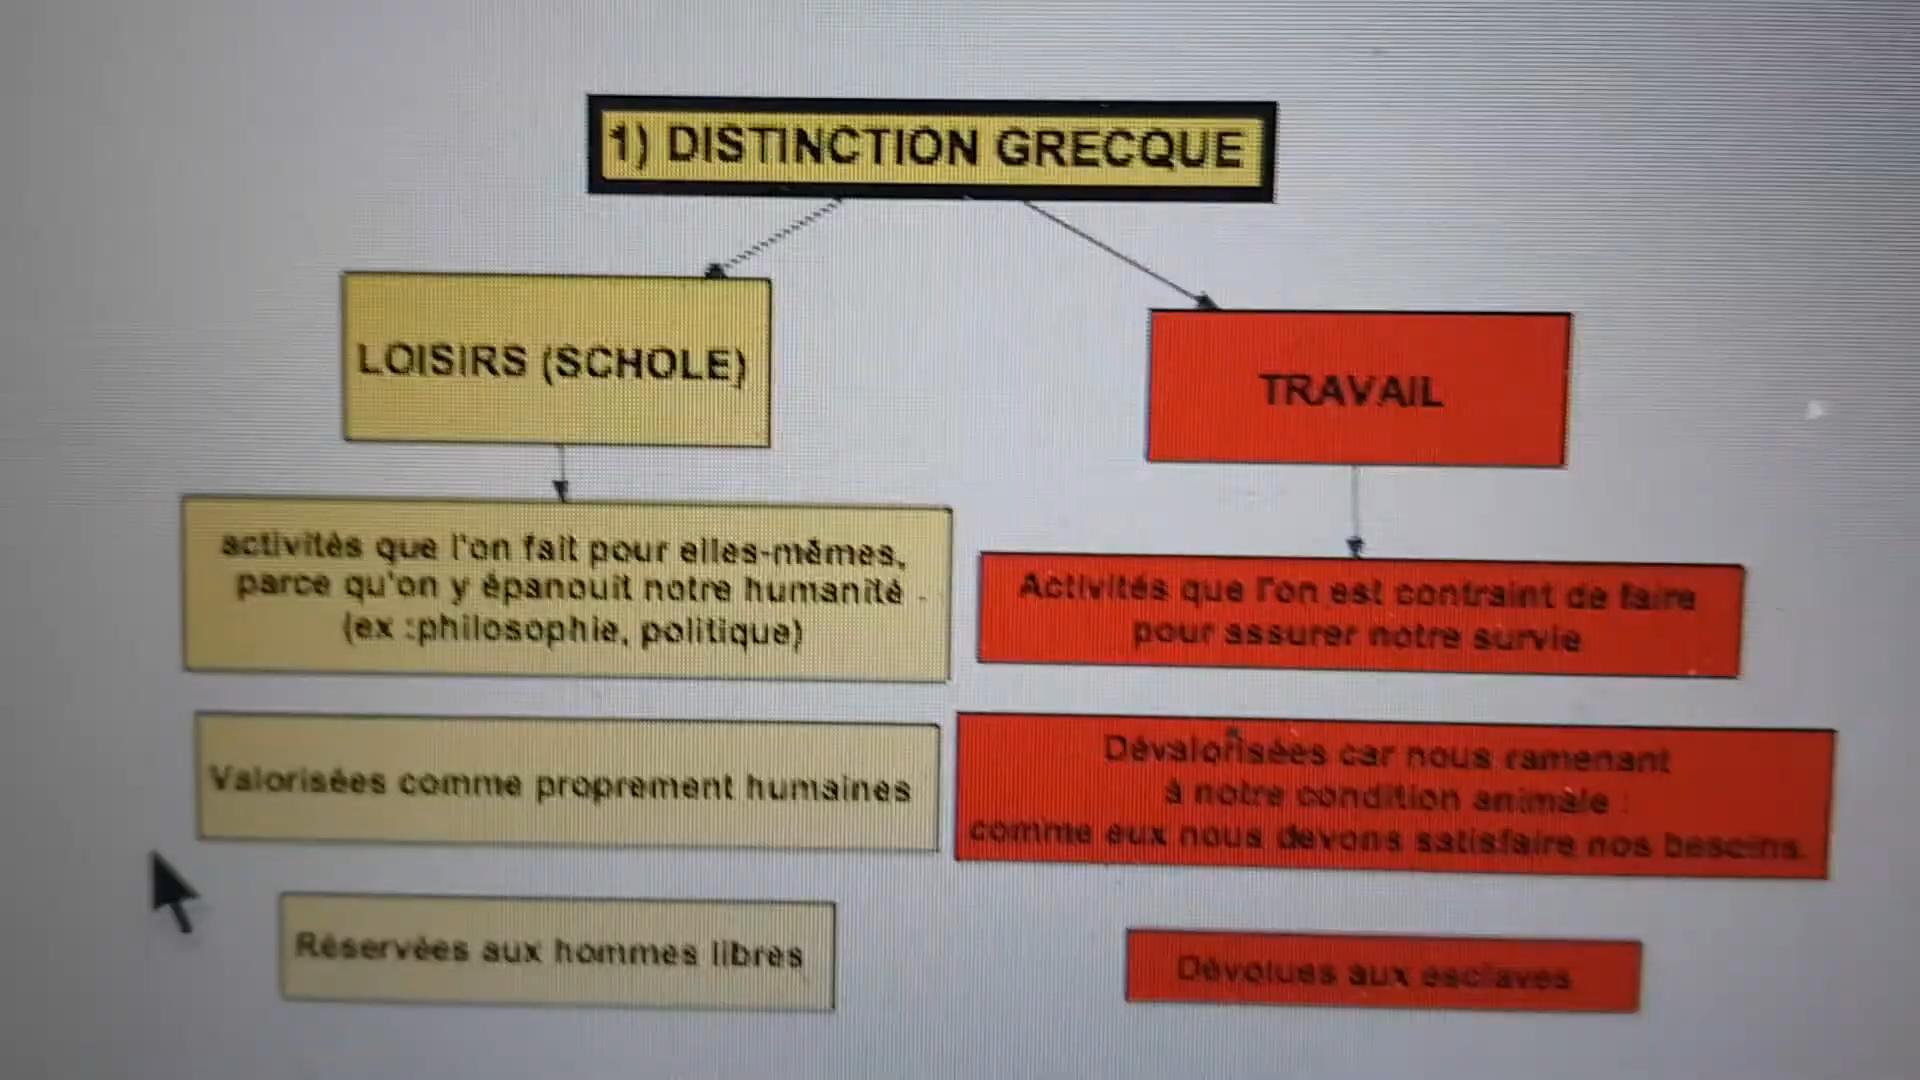 1) DISTINCTION GRECQUE
LOISIRS (SCHOLE)
TRAVAIL
activités que l'on fait pour elles-mêmes,
parce qu'on y épanouit notre humanité -
(ex :philosophie, politique)
Activités que l'on est contraint de faire
pour assurer notre survie
Valorisées comme proprement humaines
Dévalorisées car nous ramenant
à notre condition animale :
comme eux nous devons satisfaire nos besoins.
Réservées aux hommes libres
Dévolues aux esclaves